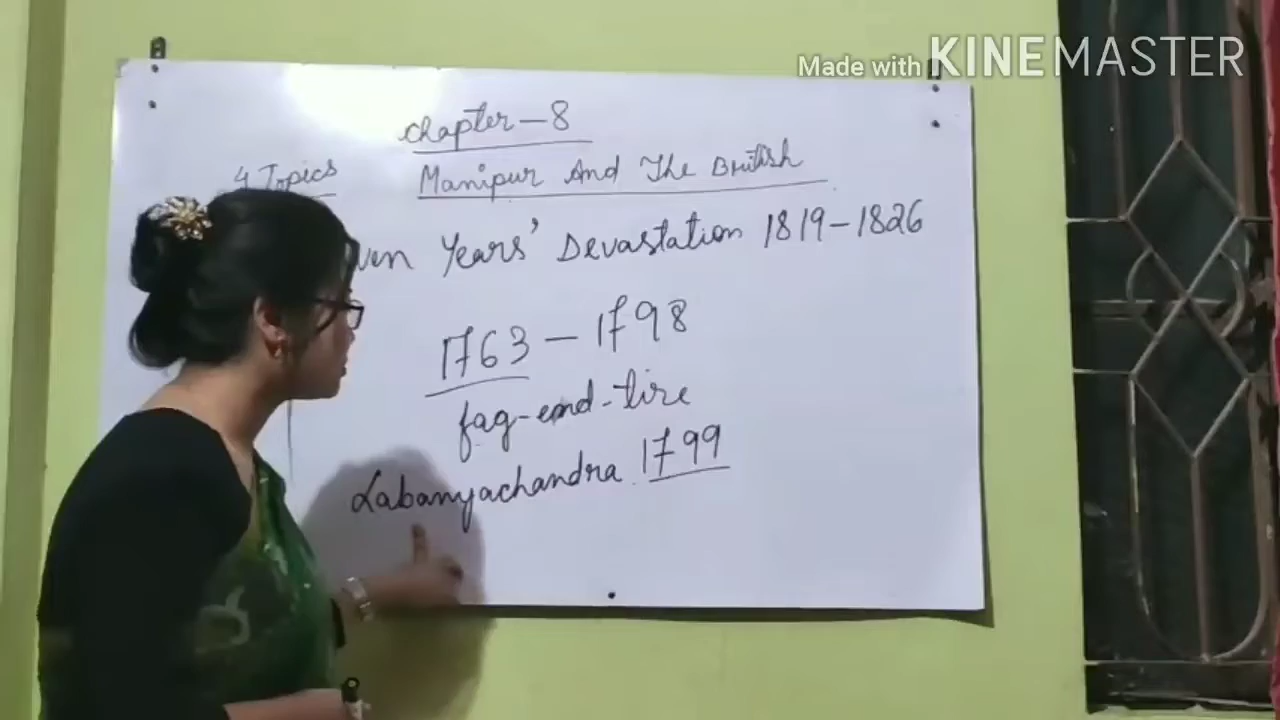 Made with KINEMASTER
Chapter-8
4 Topics
Manipur And The British
ven Years' Devastation 1819-1826
1763-1798
fag-end-tire
Labanyachandra 1799